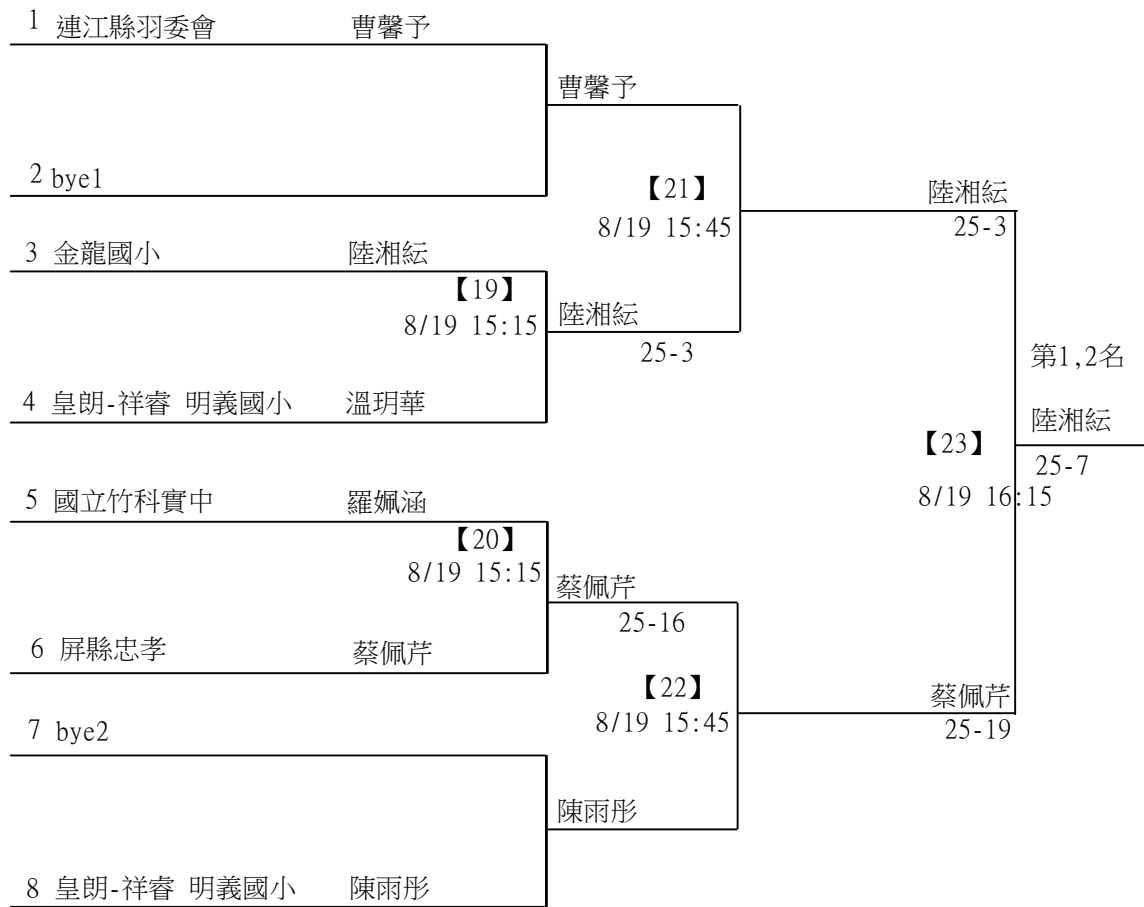 1 連江縣羽委會 曹馨予
曹馨予
2 bye1
【21】
8/19 15:45
陸湘紜
25-3
3 金龍國小 陸湘紜
【19】
8/19 15:15
陸湘紜
25-3
第1,2名
4 皇朗-祥睿 明義國小 溫玥華
陸湘紜
【23】
25-7
8/19 16:15
5 國立竹科實中 羅姵涵
【20】
8/19 15:15
蔡佩芹
25-16
6 屏縣忠孝 蔡佩芹
【22】
8/19 15:45
蔡佩芹
25-19
7 bye2
陳雨彤
8 皇朗-祥睿 明義國小 陳雨彤